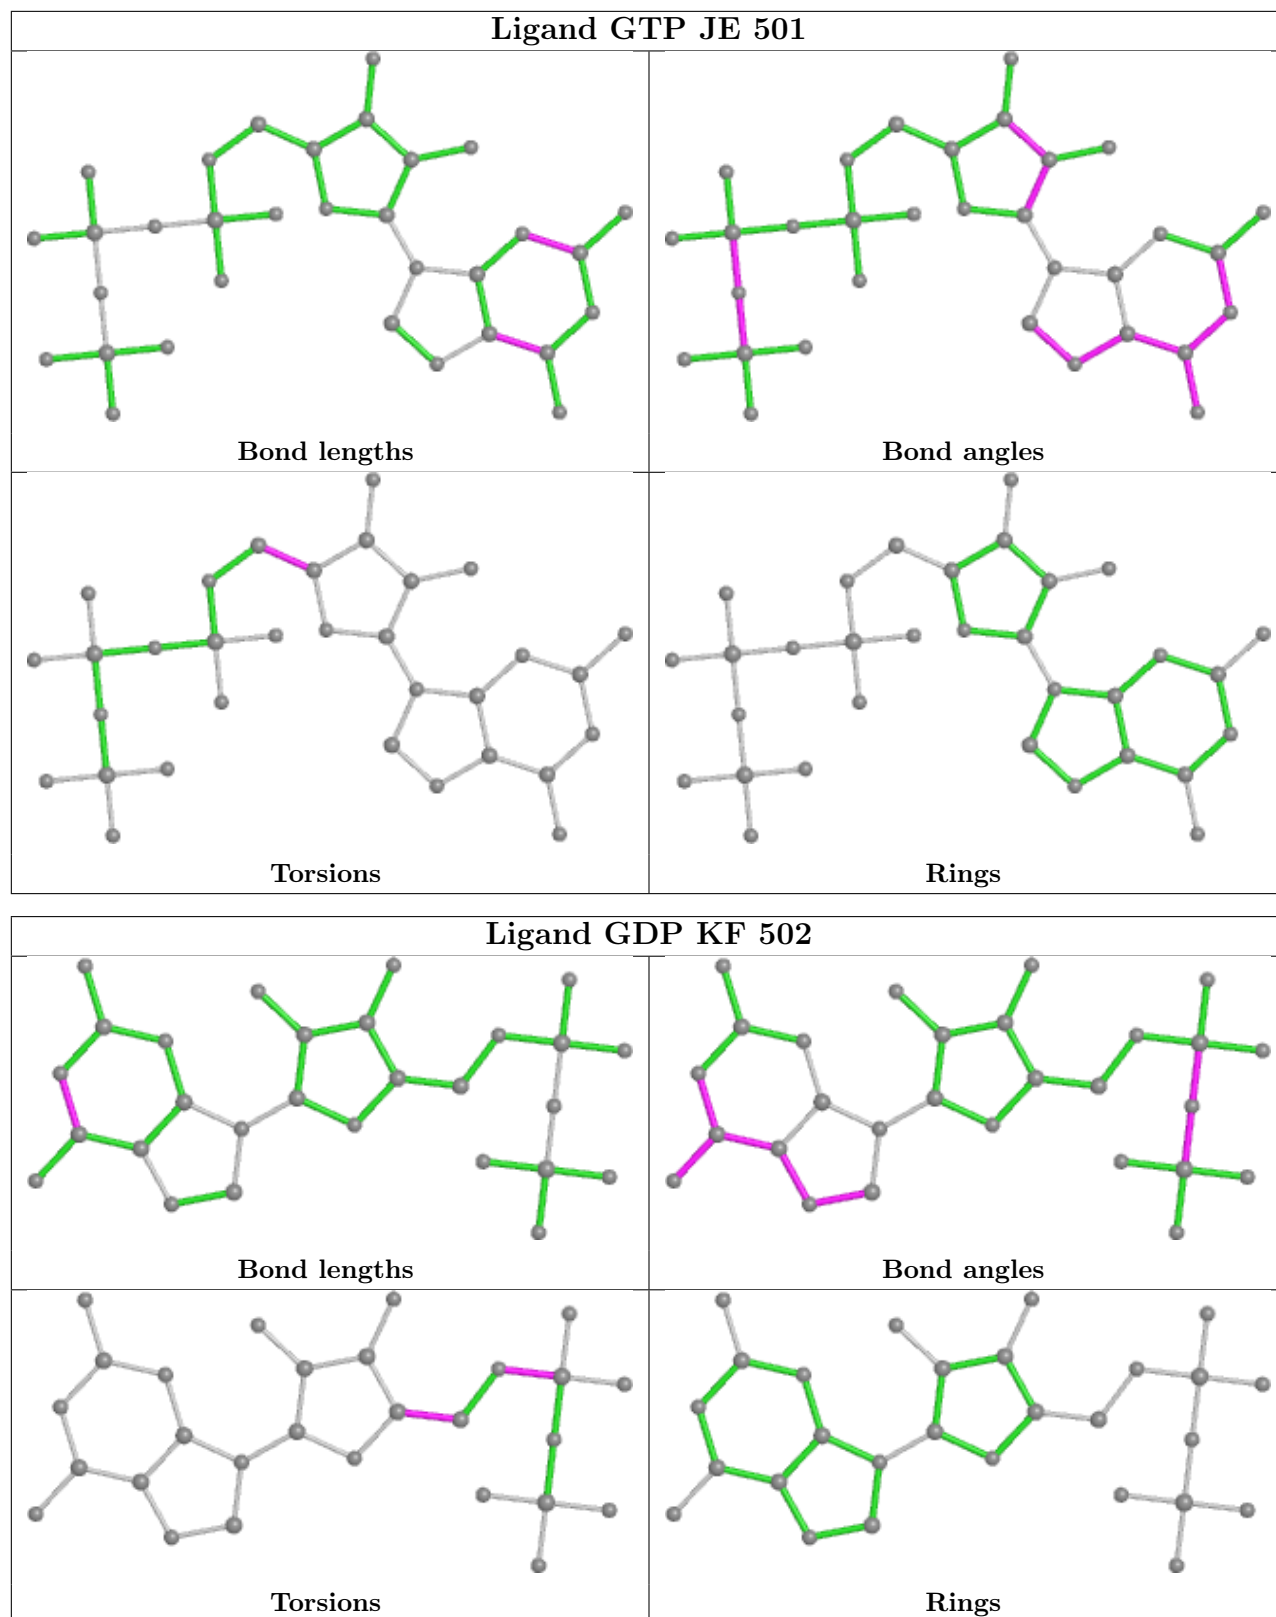 Ligand GTP JE 501
Bond lengths
Bond angles
Torsions
Rings
Ligand GDP KF 502
Bond lengths
Bond angles
Torsions
Rings